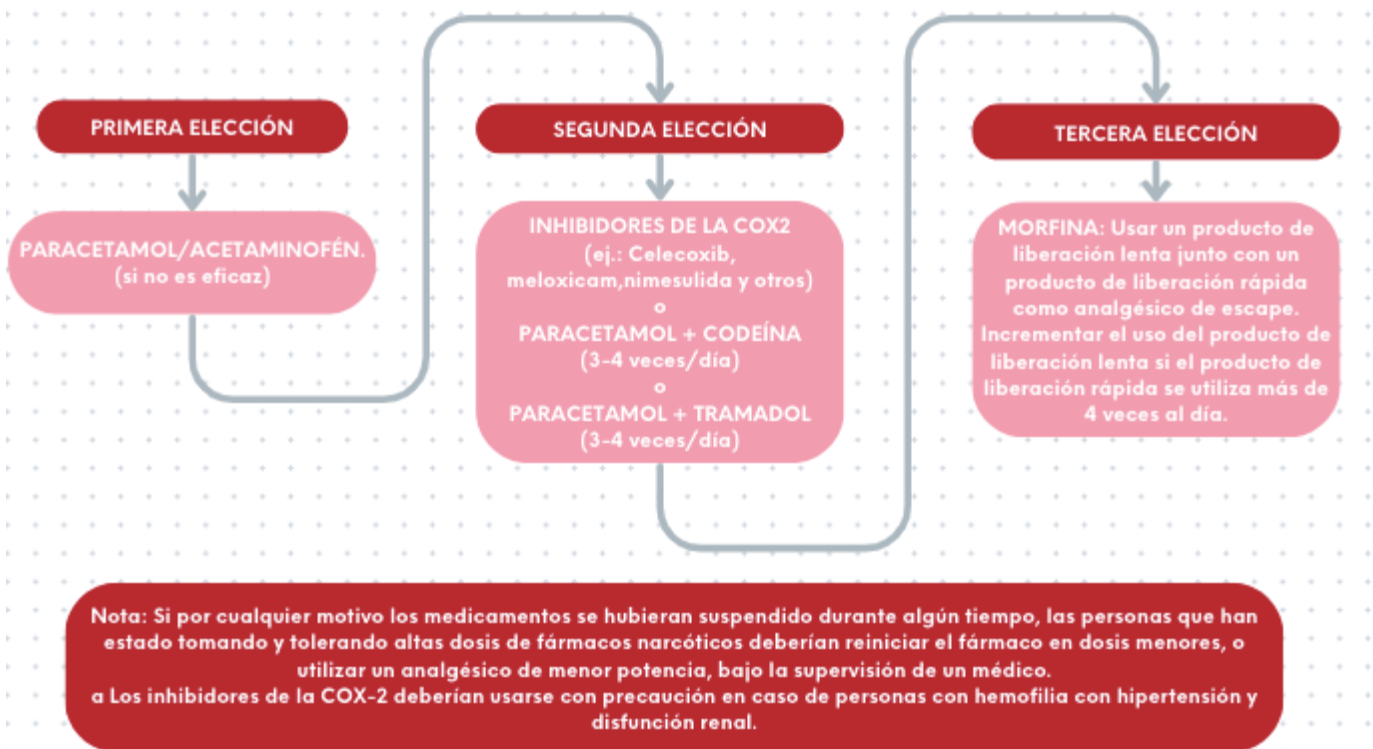 PRIMERA ELECCIÓN
PARACETAMOL/ACETAMINOFÉN.
(si no es eficaz)
SEGUNDA ELECCIÓN
INHIBIDORES DE LA COX2
(ej.: Celecoxib,
meloxicam,nimesulida y otros)
o
PARACETAMOL + CODEÍNA
(3-4 veces/día)
o
PARACETAMOL + TRAMADOL
(3-4 veces/día)
TERCERA ELECCIÓN
MORFINA: Usar un producto de
liberación lenta junto con un
producto de liberación rápida
como analgésico de escape.
Incrementar el uso del producto de
liberación lenta si el producto de
liberación rápida se utiliza más de
4 veces al día.
Nota: Si por cualquier motivo los medicamentos se hubieran suspendido durante algún tiempo, las personas que han
estado tomando y tolerando altas dosis de fármacos narcóticos deberían reiniciar el fármaco en dosis menores, o
utilizar un analgésico de menor potencia, bajo la supervisión de un médico.
a Los inhibidores de la COX-2 deberían usarse con precaución en caso de personas con hemofilia con hipertensión y
disfunción renal.